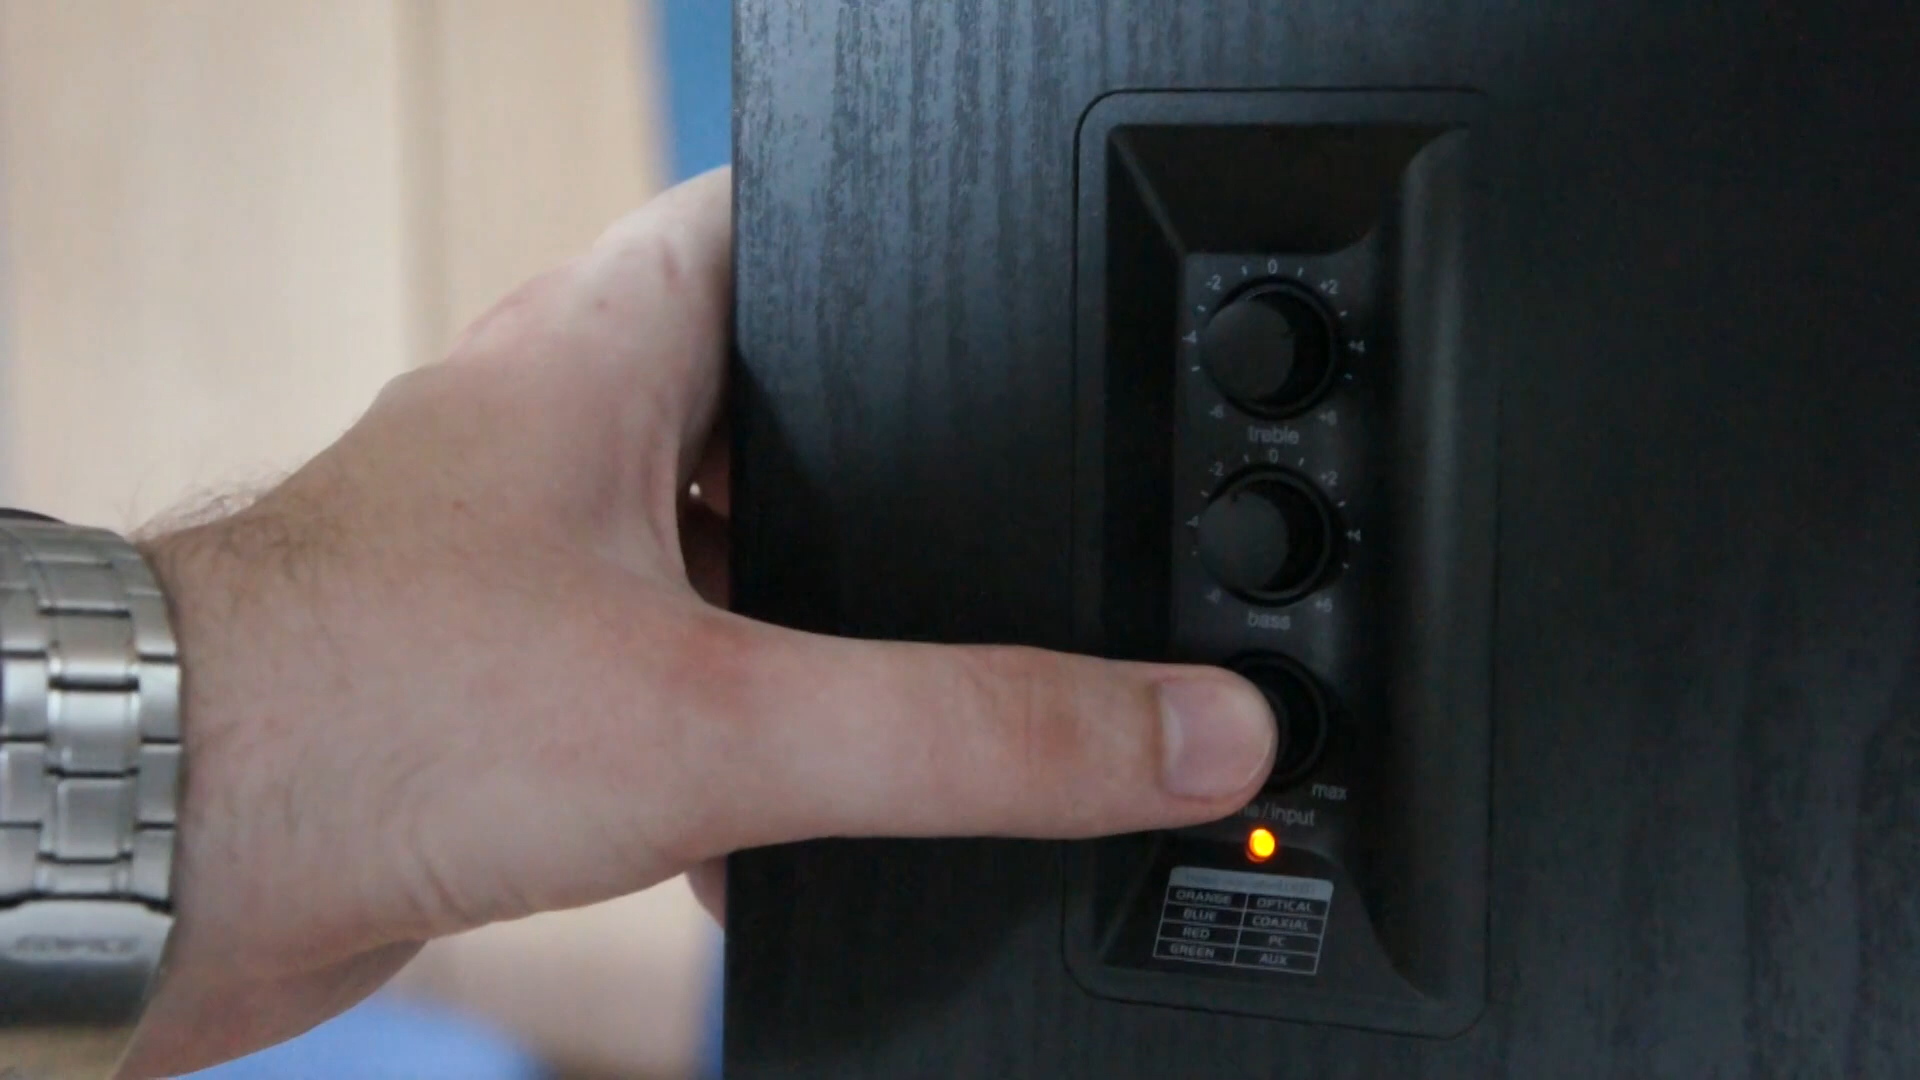 0
-2 +2
-4 +4
-6 +6
treble
0
-2 +2
-4 +4
-6 +6
bass
max
/input
ORANGE OPTICAL
BLUE COAXIAL
RED PC
GREEN AUX
EDIFICE